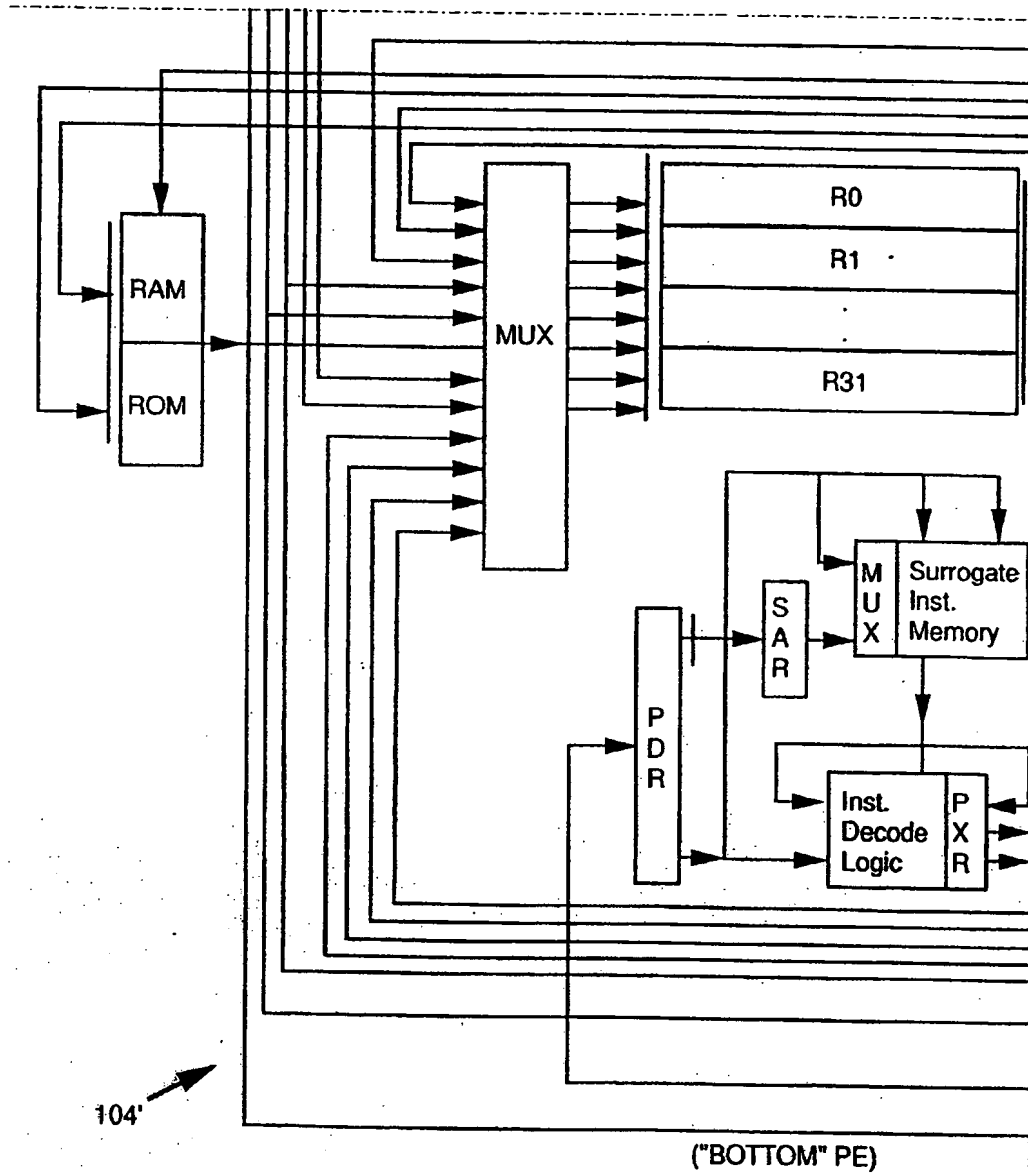 R0
R1
RAM
.
.
MUX
R31
ROM
M
U
X
Surrogate
Inst.
Memory
S
A
R
P
D
R
Inst.
Decode
Logic
P
X
R
104'
("BOTTOM" PE)